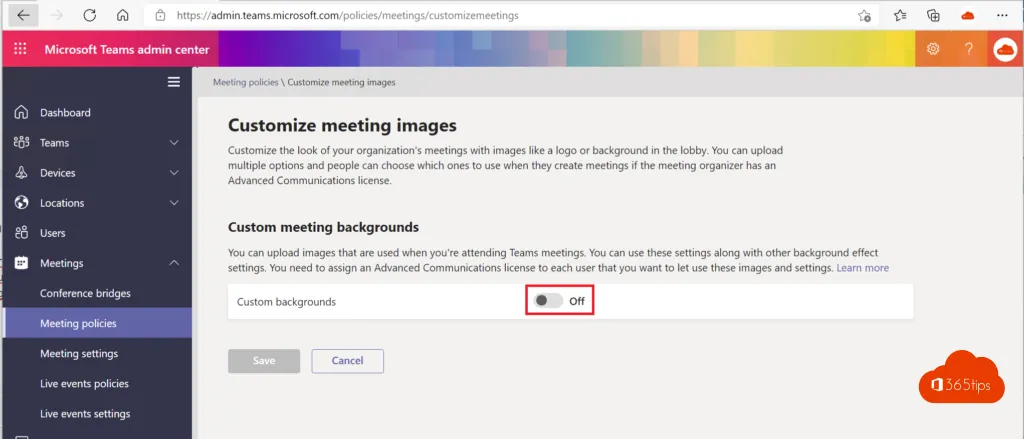 https://admin.teams.microsoft.com/policies/meetings/customizemeetings
Microsoft Teams admin center
?
Meeting policies \ Customize meeting images
Dashboard
Teams
Devices
Locations
Users
Meetings
Conference bridges
Meeting policies
Meeting settings
Live events policies
Live events settings
Customize meeting images
Customize the look of your organization's meetings with images like a logo or background in the lobby. You can upload
multiple options and people can choose which ones to use when they create meetings if the meeting organizer has an
Advanced Communications license.
Custom meeting backgrounds
You can upload images that are used when you're attending Teams meetings. You can use these settings along with other background effect
settings. You need to assign an Advanced Communications license to each user that you want to let use these images and settings. Learn more
Custom backgrounds Off
Save Cancel
365tips